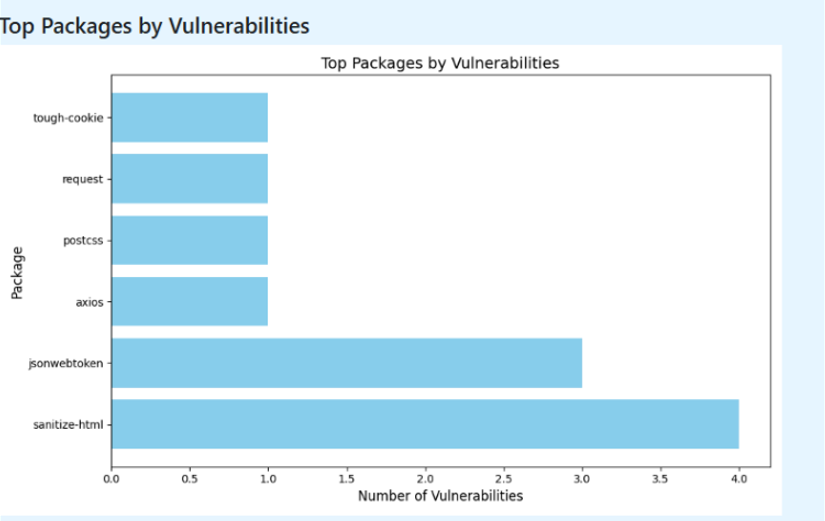 Top Packages by Vulnerabilities
Top Packages by Vulnerabilities
tough-cookie
request
postcss
axios
jsonwebtoken
sanitize-html
Package
0.0 0.5 1.0 1.5 2.0 2.5 3.0 3.5 4.0
Number of Vulnerabilities